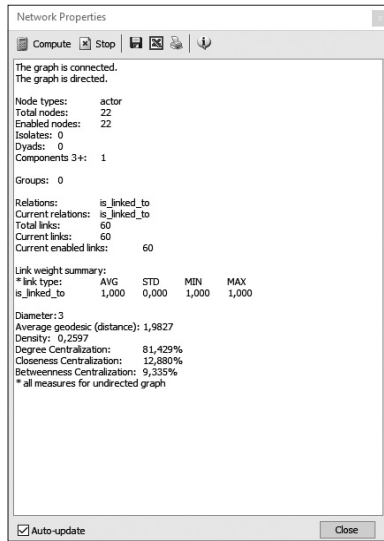 Network Properties
Compute Stop
The graph is connected.
The graph is directed.
Node types: actor
Total nodes: 22
Enabled nodes: 22
Isolates: 0
Dyads: 0
Components 3+: 1
Groups: 0
Relations: is_linked_to
Current relations: is_linked_to
Total links: 60
Current links: 60
Current enabled links: 60
Link weight summary:
* link type: AVG STD MIN MAX
is_linked_to 1,000 0,000 1,000 1,000
Diameter: 3
Average geodesic (distance): 1,9827
Density: 0,2597
Degree Centralization: 81,429%
Closeness Centralization: 12,880%
Betweenness Centralization: 9,335%
* all measures for undirected graph
Auto-update Close